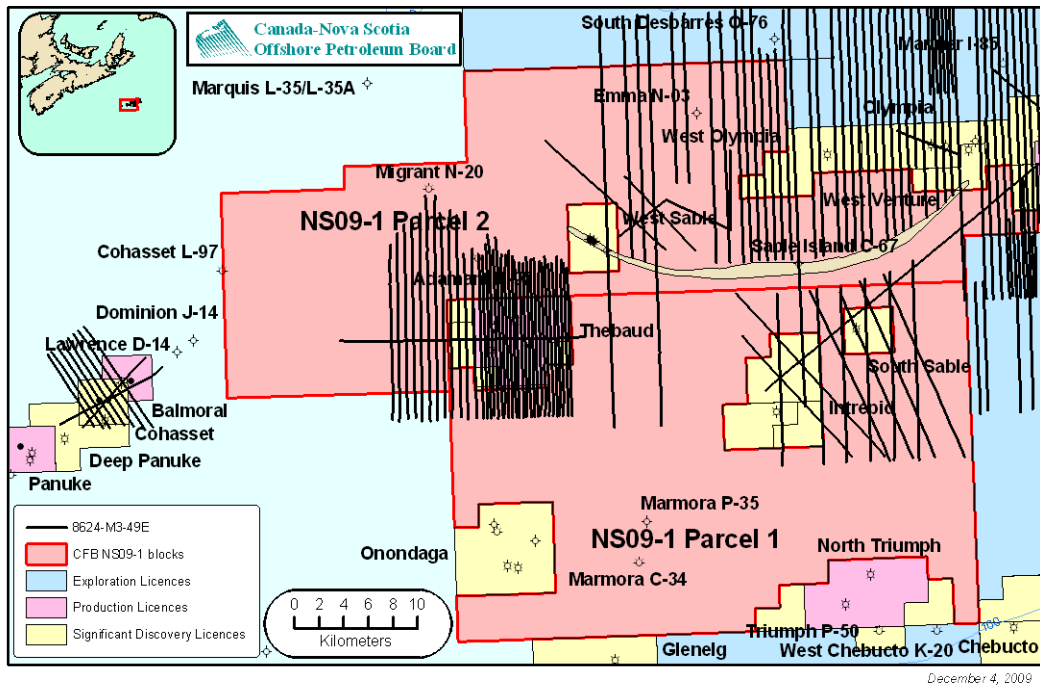 Canada-Nova Scotia
Offshore Petroleum Board
South Desbarres O-76
Mariner I-85
Marquis L-35/L-35A
Emma N-03
Olympia
West Olympia
Migrant N-20
West Venture
NS09-1 Parcel 2
West Sable
Cohasset L-97
Sable Island C-67
Dominion J-14
Thebaud
Lawrence D-14
South Sable
Balmoral
Intrepid
Cohasset
Deep Panuke
Panuke
Marmora P-35
NS09-1 Parcel 1
North Triumph
Onondaga
Marmora C-34
Triumph P-50
West Chebucto K-20
Chebucto
Glenelg
100
8624-M3-49E
CFB NS09-1 blocks
Exploration Licences
Production Licences
Significant Discovery Licences
0 2 4 6 8 10
Kilometers
December 4, 2009